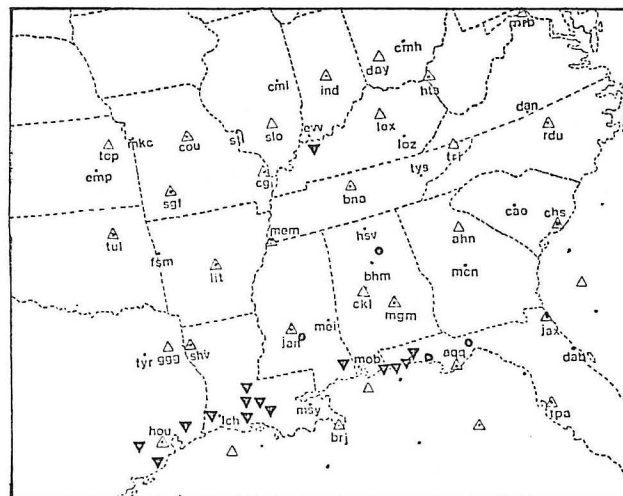 mrb
cmh
day
ind
hts
cml
dan
lex
rdu
slo
evv
mkc
cou
sl
top
loz
trr
tys
cgi
emp
bna
sgf
cao
chs
mem
tul
hsv
ahn
fsm
bhm
lit
mcn
ckl
mgm
mei
jax
jan
tyr
ggg
shv
mob
aqq
dab
msy
tpa
lch
hou
brj